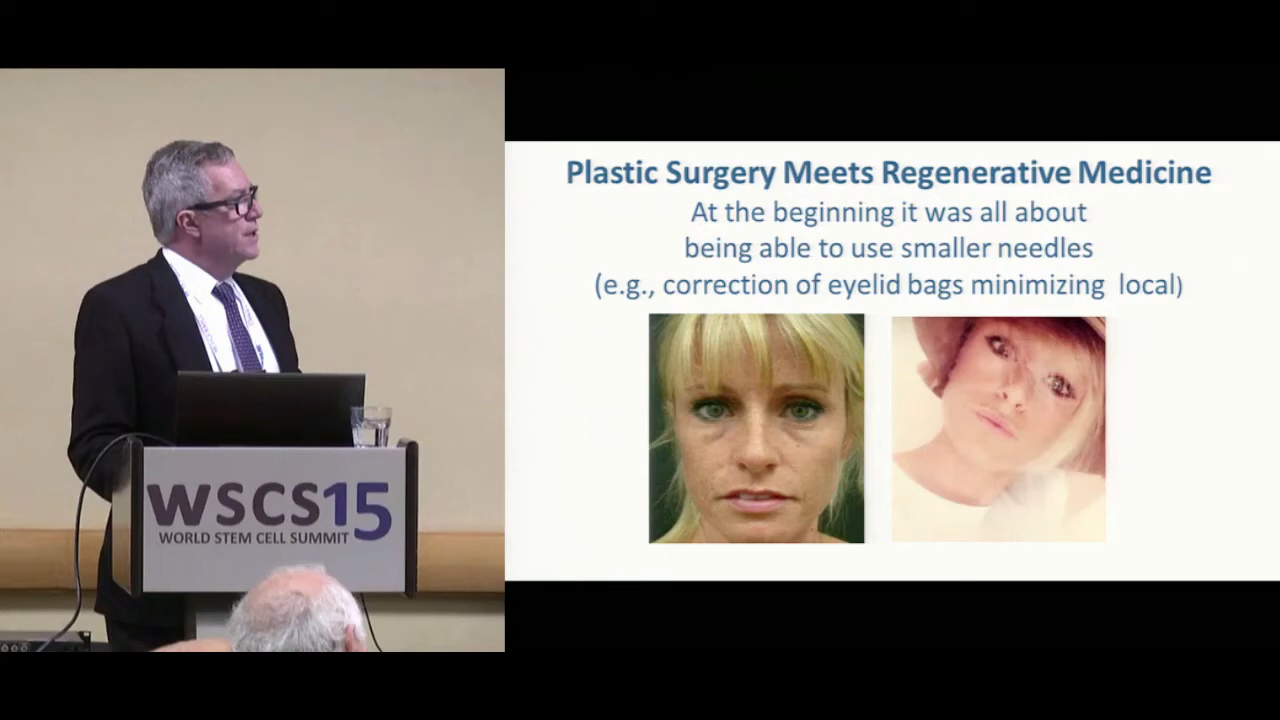 Plastic Surgery Meets Regenerative Medicine
At the beginning it was all about
being able to use smaller needles
(e.g., correction of eyelid bags minimizing local)
WSCS15
WORLD STEM CELL SUMMIT